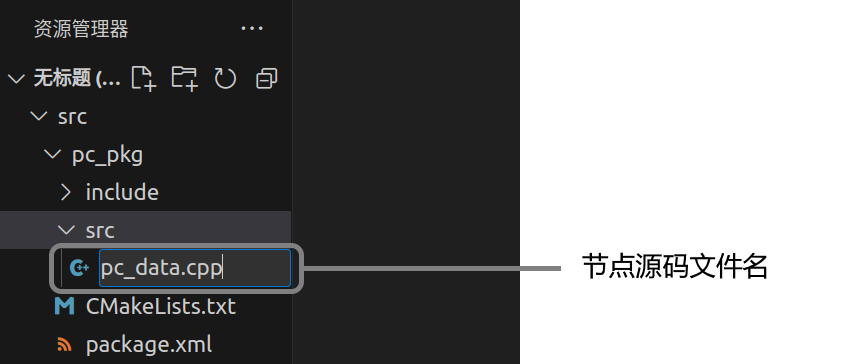 资源管理器 ···
无标题 (...
src
pc_pkg
include
src
pc_data.cpp
节点源码文件名
CMakeLists.txt
package.xml